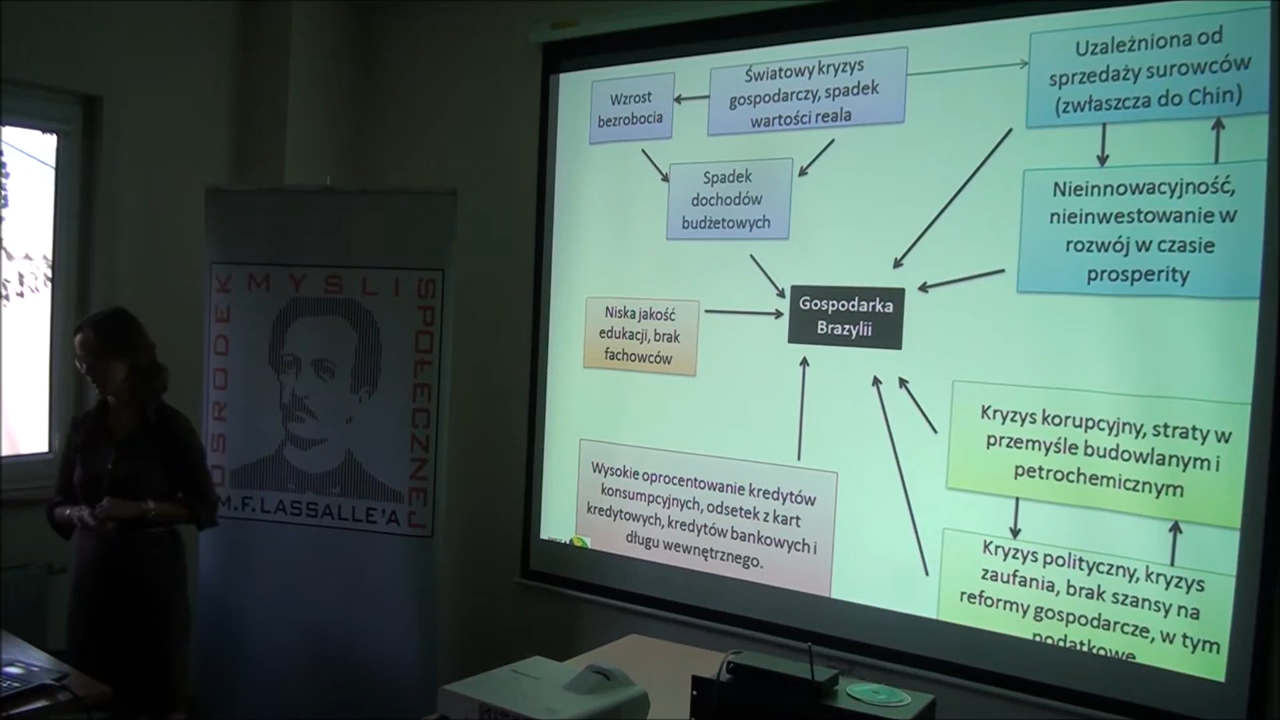 OŚRODEK
MYŚLI
SPOŁECZNEJ
M.F.LASSALLE'A
Wzrost
bezrobocia
Światowy kryzys
gospodarczy, spadek
wartości reala
Uzależniona od
sprzedaży surowców
(zwłaszcza do Chin)
Spadek
dochodów
budżetowych
Nieinnowacyjność,
nieinwestowanie w
rozwój w czasie
prosperity
Gospodarka
Brazylii
Niska jakość
edukacji, brak
fachowców
Kryzys korupcyjny, straty w
przemyśle budowlanym i
petrochemicznym
Wysokie oprocentowanie kredytów
konsumpcyjnych, odsetek z kart
kredytowych, kredytów bankowych i
długu wewnętrznego.
Kryzys polityczny, kryzys
zaufania, brak szansy na
reformy gospodarcze, w tym
podatkowe